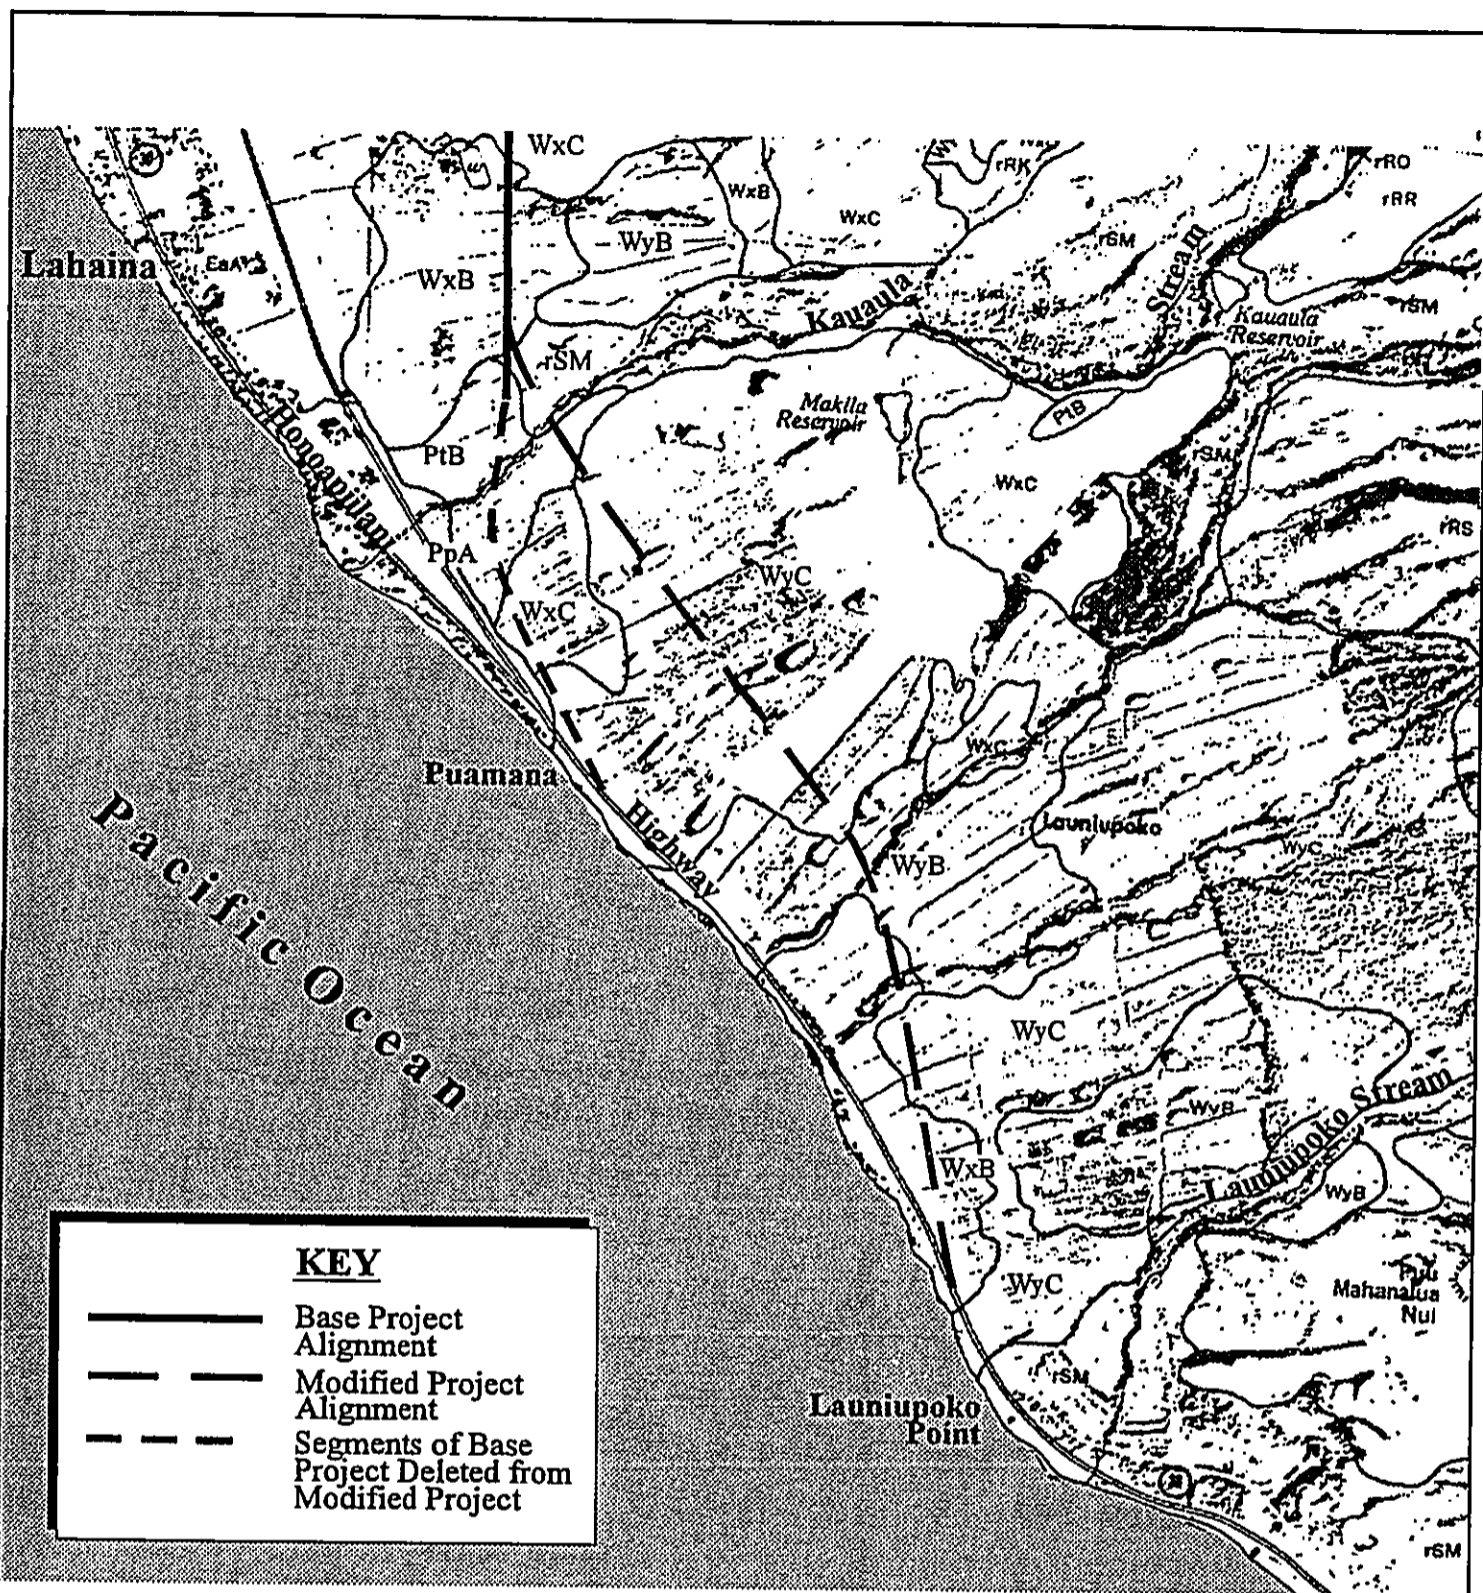 WxC
rRK
rRO
rRR
WxB
WxC
rSM
WyB
Lahaina
EaA
WxB
Kauaula
Stream
Kauaula
Reservoir
rSM
rSM
Makila
Reservoir
PtB
PtB
Honoapiilani
WxC
rSM
rRS
PpA
WyC
WxC
WxC
Puamana
Highway
Launiupoko
WyC
WyB
Pacific Ocean
WyC
WyB
Launiupoko Stream
WxB
WyB
WyC
Puu
Mahanalua
Nui
rSM
Launiupoko
Point
rSM
KEY
Base Project
Alignment
Modified Project
Alignment
Segments of Base
Project Deleted from
Modified Project